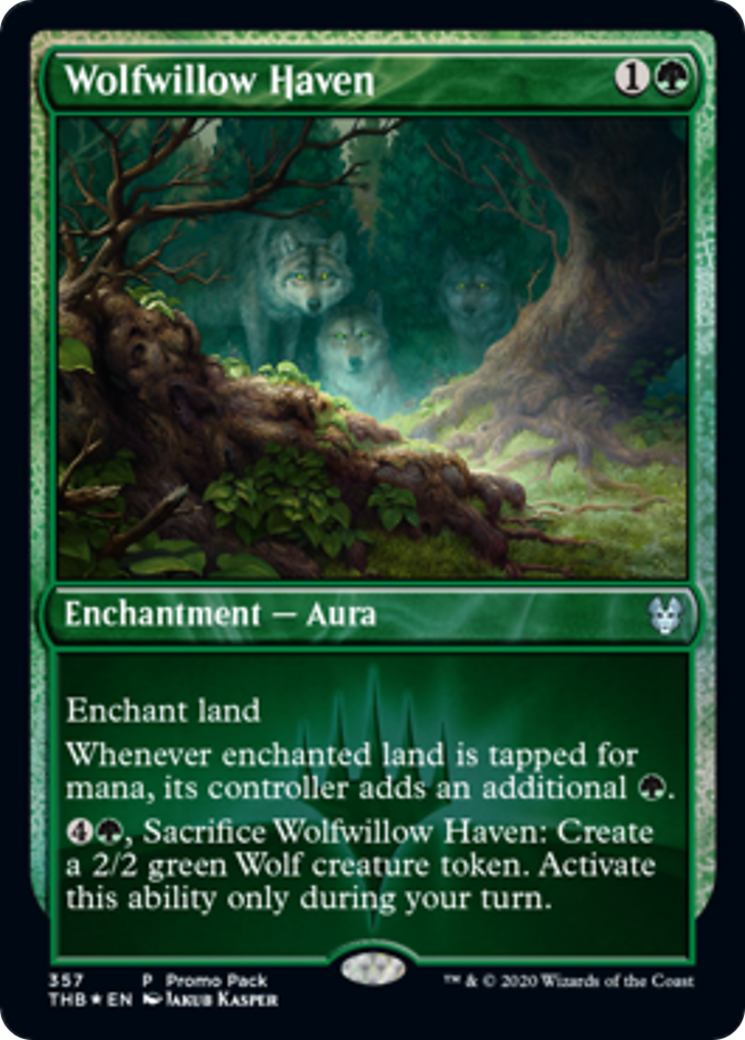 Wolfwillow Haven 1
Enchantment — Aura
Enchant land
Whenever enchanted land is tapped for
mana, its controller adds an additional .
4 , Sacrifice Wolfwillow Haven: Create
a 2/2 green Wolf creature token. Activate
this ability only during your turn.
357 P Promo Pack
THB★EN Jakub Kasper
™ & © 2020 Wizards of the Coast